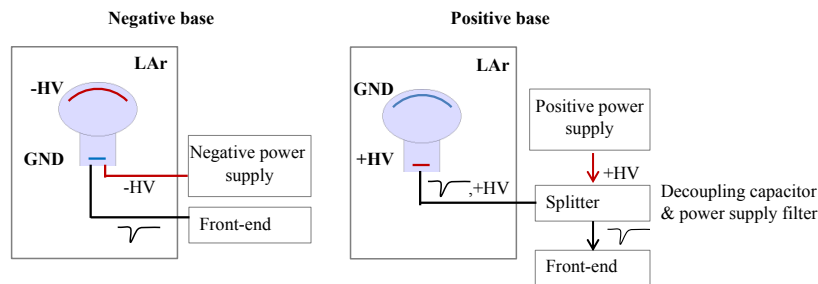 Negative base
LAr
-HV
GND
Negative power
supply
-HV
Front-end
Positive base
LAr
GND
+HV
,+HV
Positive power
supply
+HV
Splitter
Decoupling capacitor
& power supply filter
Front-end